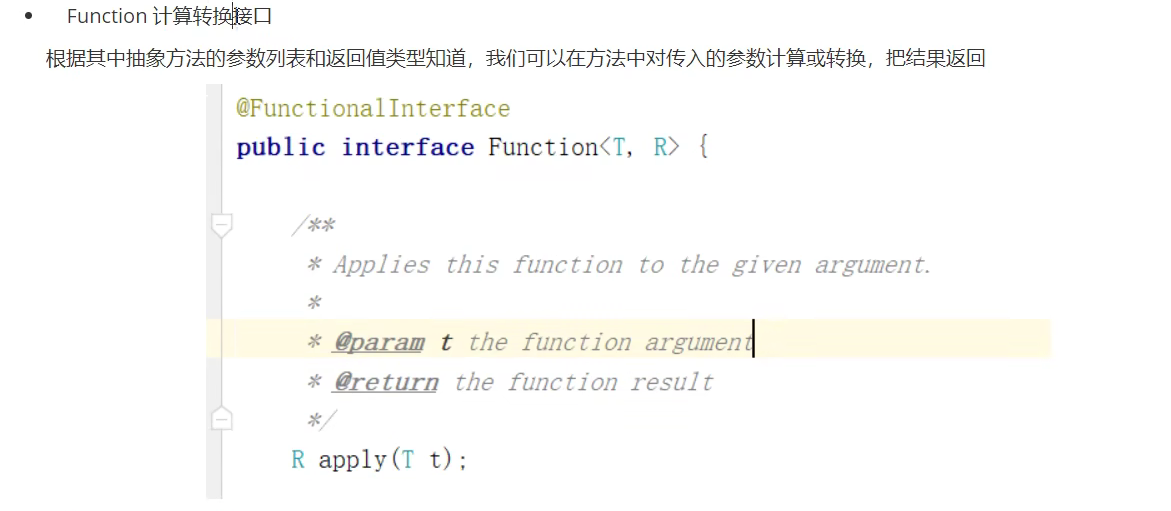 Function 计算转换接口
根据其中抽象方法的参数列表和返回值类型知道，我们可以在方法中对传入的参数计算或转换，把结果返回
@FunctionalInterface
public interface Function<T, R> {
/**
* Applies this function to the given argument.
*
* @param t the function argument
* @return the function result
*/
R apply(T t);